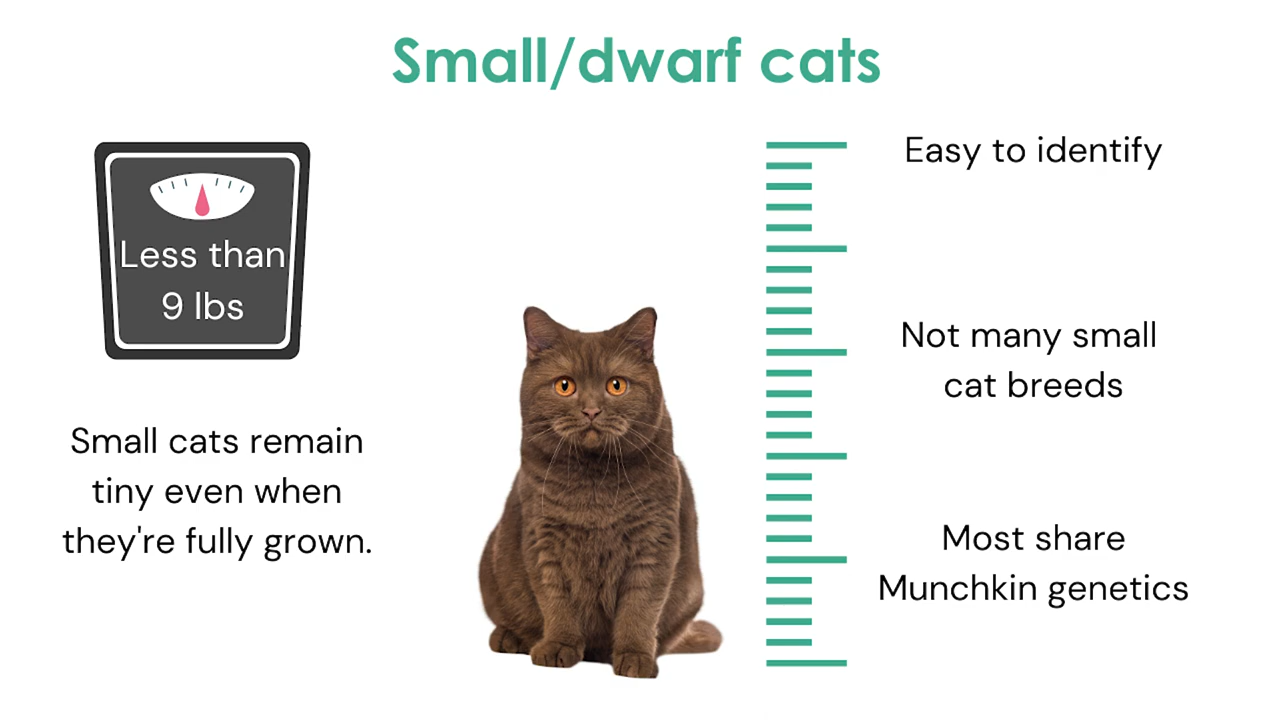 Small/dwarf cats
Less than
9 lbs
Small cats remain
tiny even when
they're fully grown.
Easy to identify
Not many small
cat breeds
Most share
Munchkin genetics